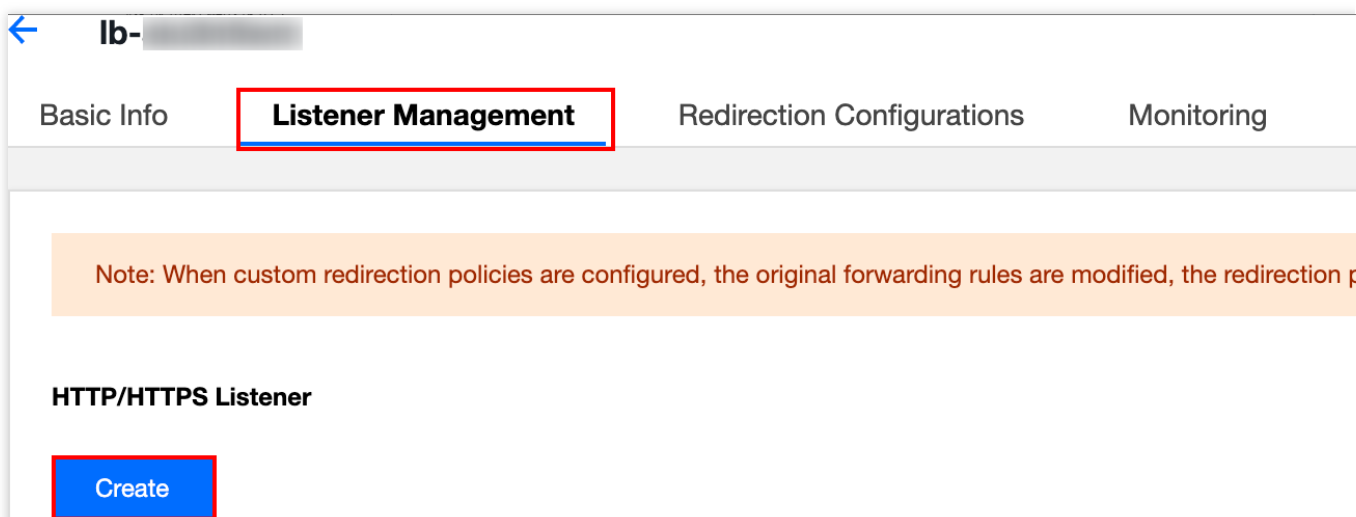 lb-
Basic Info Listener Management Redirection Configurations Monitoring
Note: When custom redirection policies are configured, the original forwarding rules are modified, the redirection
HTTP/HTTPS Listener
Create